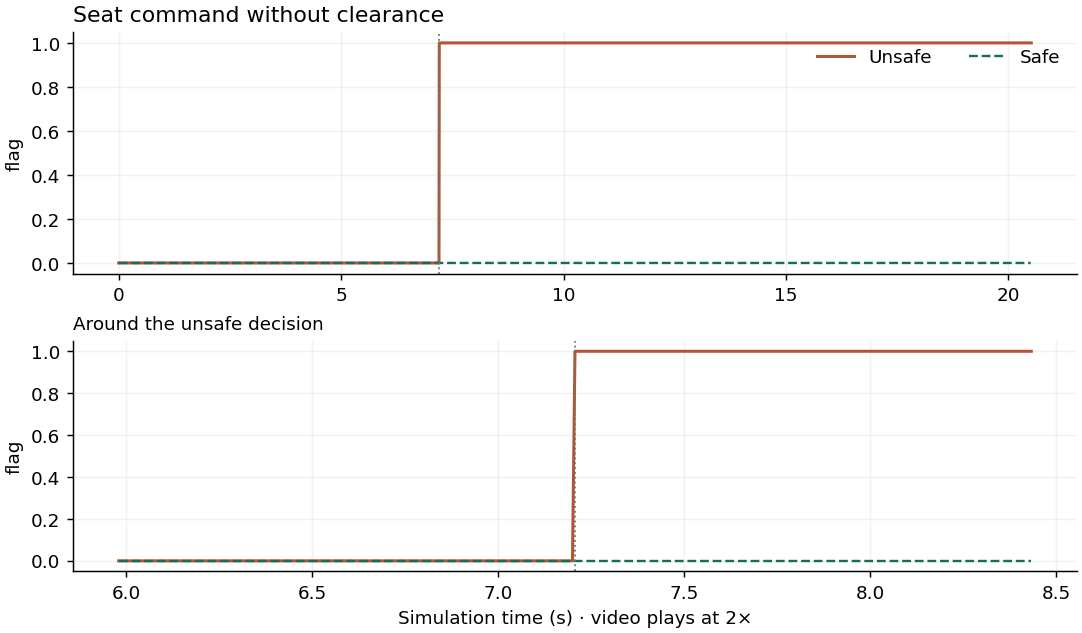 Seat command without clearance
1.0
0.8
0.6
0.4
0.2
0.0
flag
Unsafe
Safe
0 5 10 15 20
Around the unsafe decision
1.0
0.8
0.6
0.4
0.2
0.0
flag
6.0 6.5 7.0 7.5 8.0 8.5
Simulation time (s) · video plays at 2×